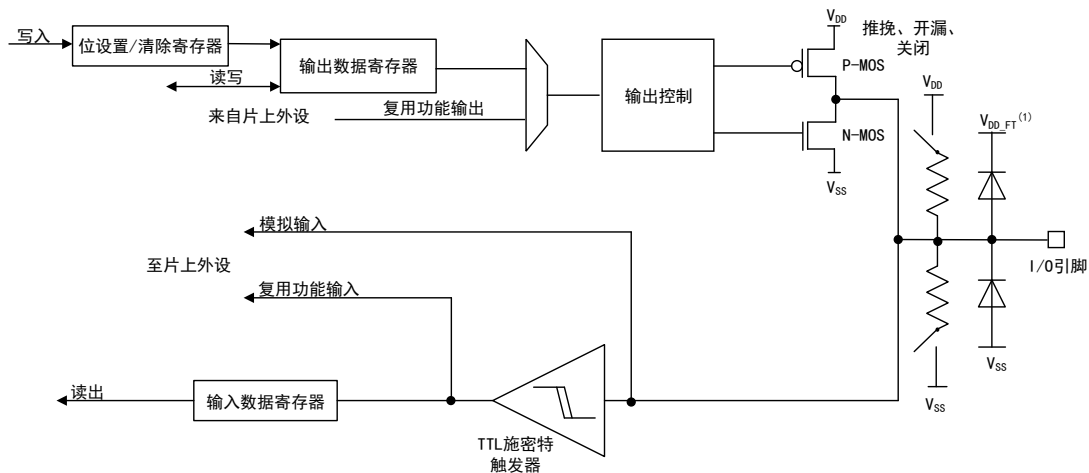 写入
位设置/清除寄存器
读写
输出数据寄存器
来自片上外设
复用功能输出
输出控制
VDD
P-MOS
推挽、开漏、
关闭
N-MOS
VSS
VDD
VDD_FT(1)
模拟输入
至片上外设
复用功能输入
I/O引脚
VSS
VSS
读出
输入数据寄存器
TTL施密特
触发器